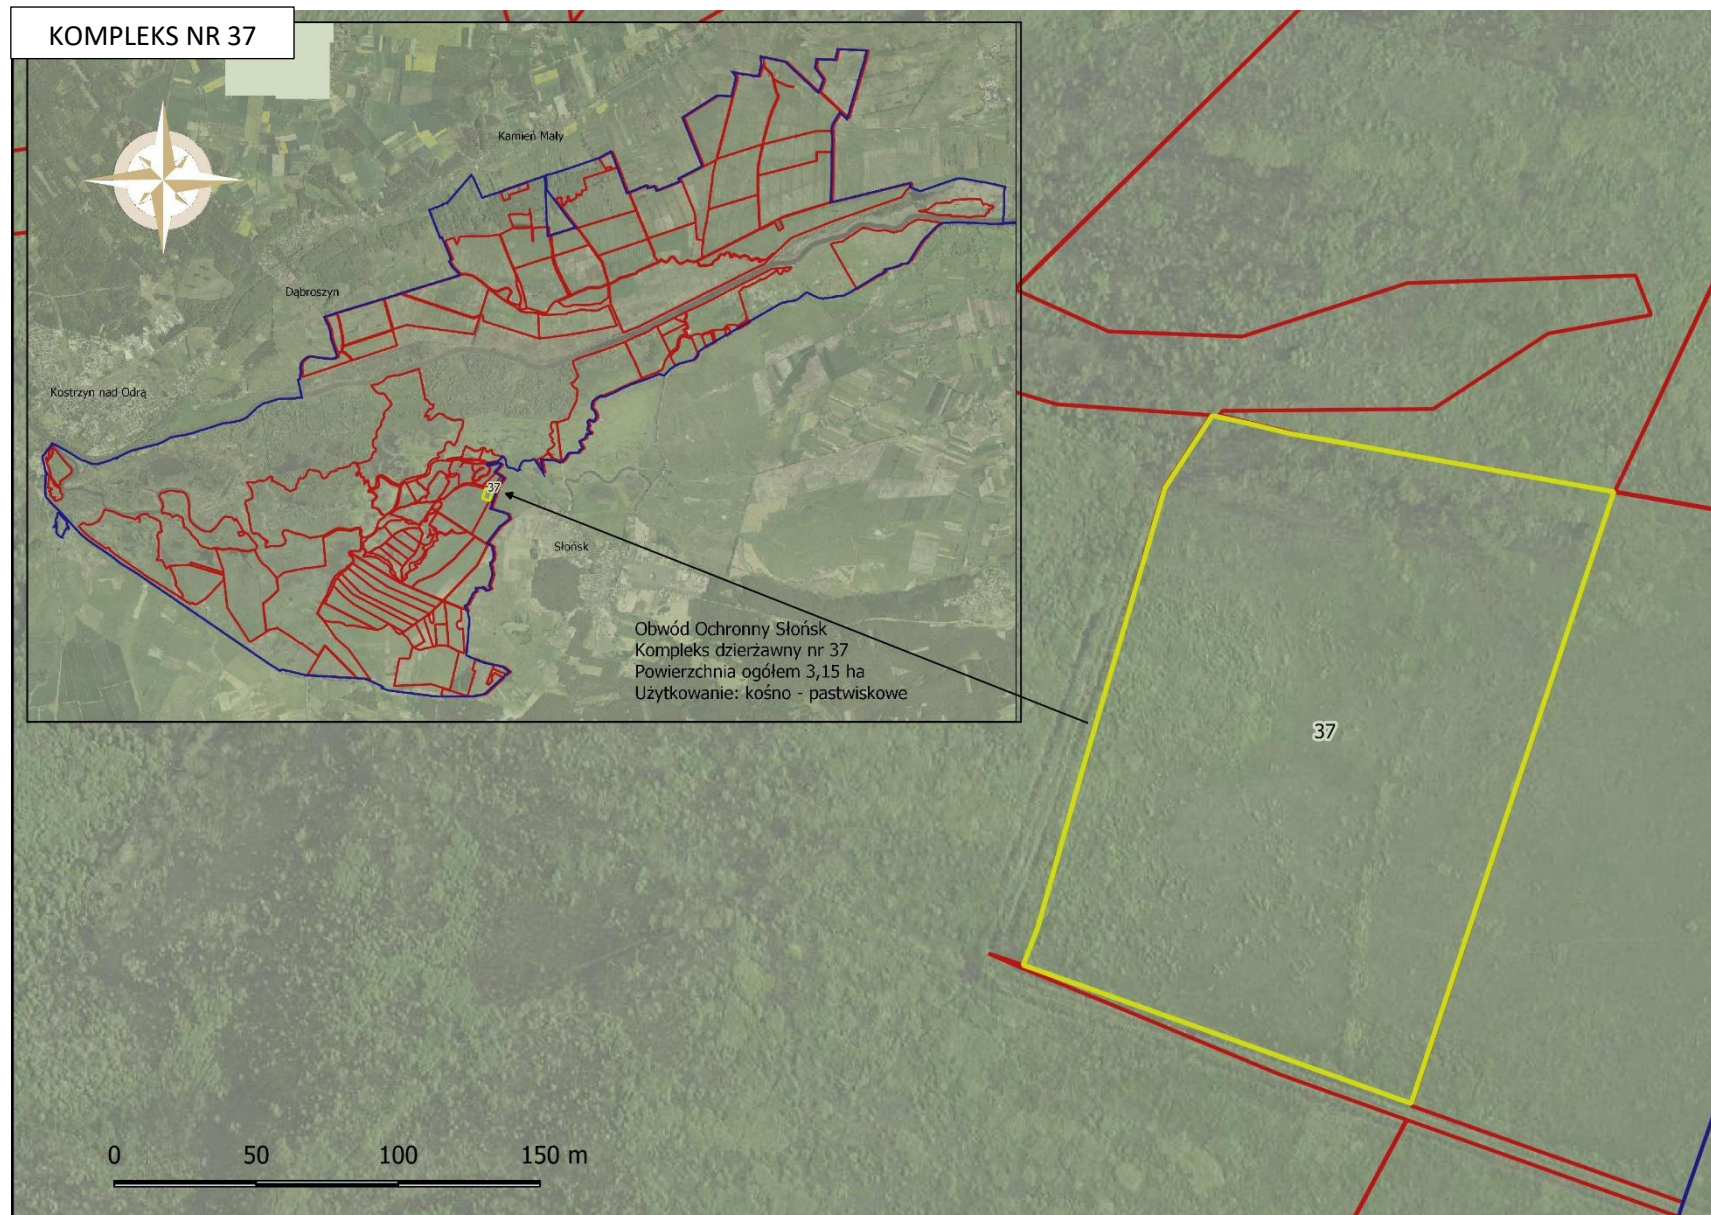 KOMPLEKS NR 37
Kamień Mały
Dąbroszyn
Kostrzyn nad Odrą
37
Słońsk
Obwód Ochronny Słońsk
Kompleks dzierżawny nr 37
Powierzchnia ogółem 3,15 ha
Użytkowanie: kośno - pastwiskowe
37
0 50 100 150 m